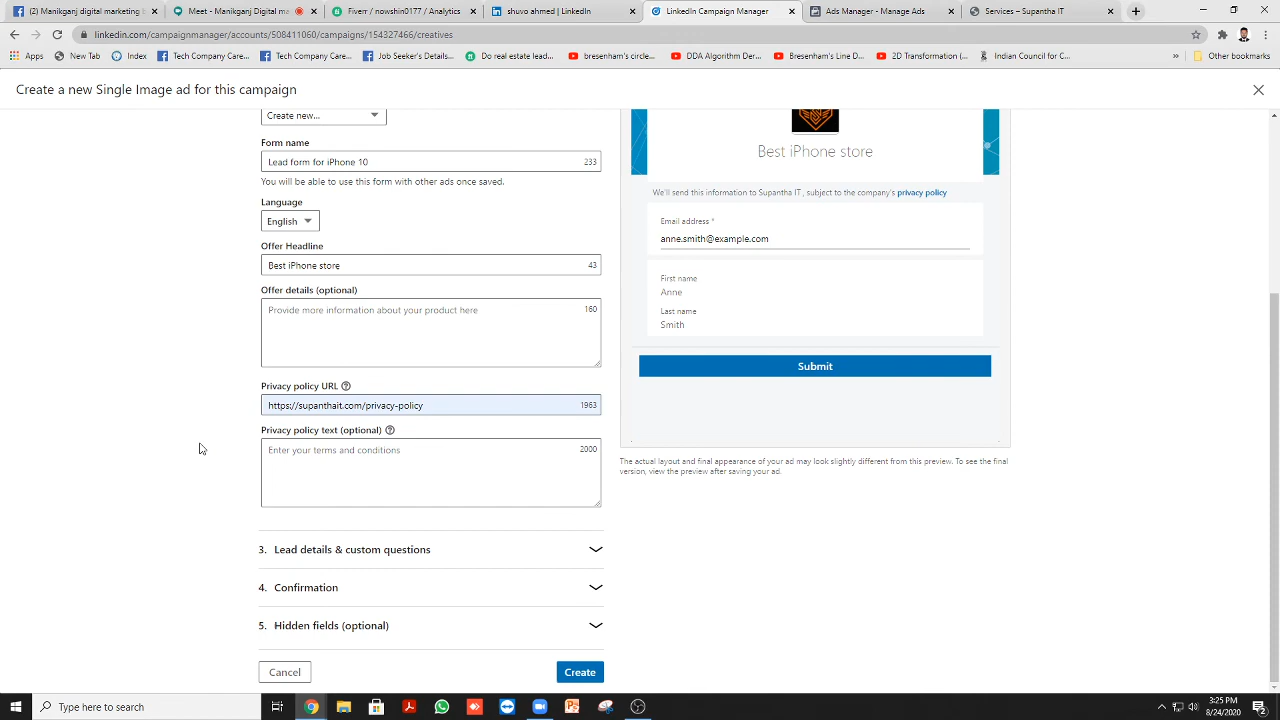 (2) Manikganj digital marketing
Meet - Manikganj digital ma
Fiverr / nowshin0177 / Analytics
shuvo ahmed | LinkedIn
LinkedIn Campaign Manager
Ads Manager - Manage Ads
Services – Supantha IT
linkedin.com/campaignmanager/accounts/508411060/campaigns/154327466/creatives
Apps
New Tab
Index
Tech Company Care...
Tech Company Care...
Job Seeker's Details...
Do real estate lead...
bresenham's circle...
DDA Algorithm Der...
Bresenham's Line D...
2D Transformation (...
Indian Council for C...
»
Other bookmarks
Create a new Single Image ad for this campaign
Create new...
Form name
Lead form for iPhone 10 233
You will be able to use this form with other ads once saved.
Language
English
Offer Headline
Best iPhone store 43
Offer details (optional)
Provide more information about your product here 160
Privacy policy URL
https://supanthait.com/privacy-policy 1963
Privacy policy text (optional)
Enter your terms and conditions 2000
3. Lead details & custom questions
4. Confirmation
5. Hidden fields (optional)
Cancel
Create
Best iPhone store
We'll send this information to Supantha IT , subject to the company's privacy policy
Email address *
anne.smith@example.com
First name
Anne
Last name
Smith
Submit
The actual layout and final appearance of your ad may look slightly different from this preview. To see the final
version, view the preview after saving your ad.
Type here to search
3:25 PM
8/24/2020